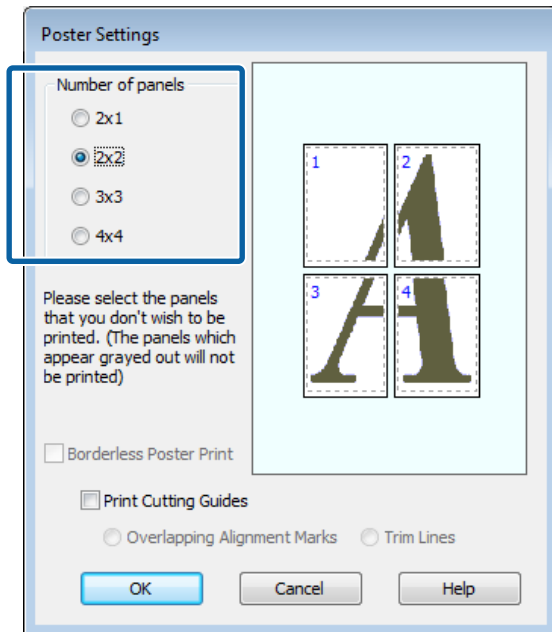 Poster Settings
Number of panels
2x1
2x2
3x3
4x4
1
2
3
4
Please select the panels
that you don't wish to be
printed. (The panels which
appear grayed out will not
be printed)
Borderless Poster Print
Print Cutting Guides
Overlapping Alignment Marks
Trim Lines
OK
Cancel
Help